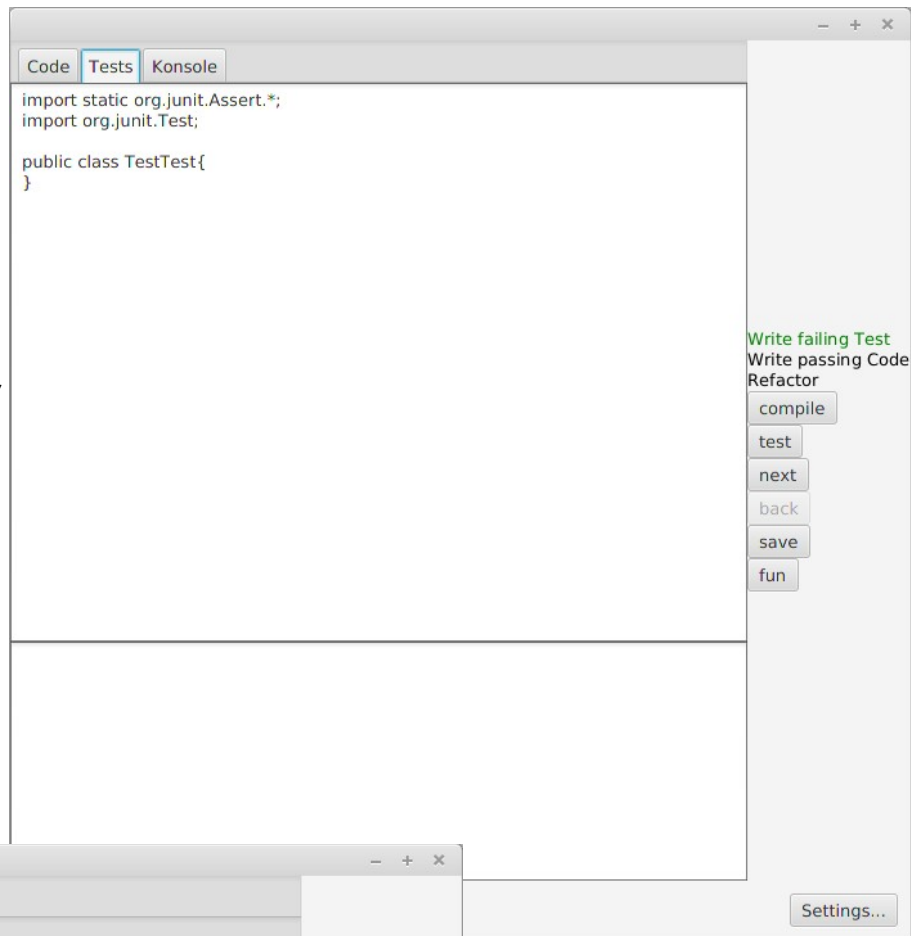 − + ×
Code Tests Konsole
import static org.junit.Assert.*;
import org.junit.Test;
public class TestTest{
}
Write failing Test
Write passing Code
Refactor
compile
test
next
back
save
fun
− + ×
Settings...